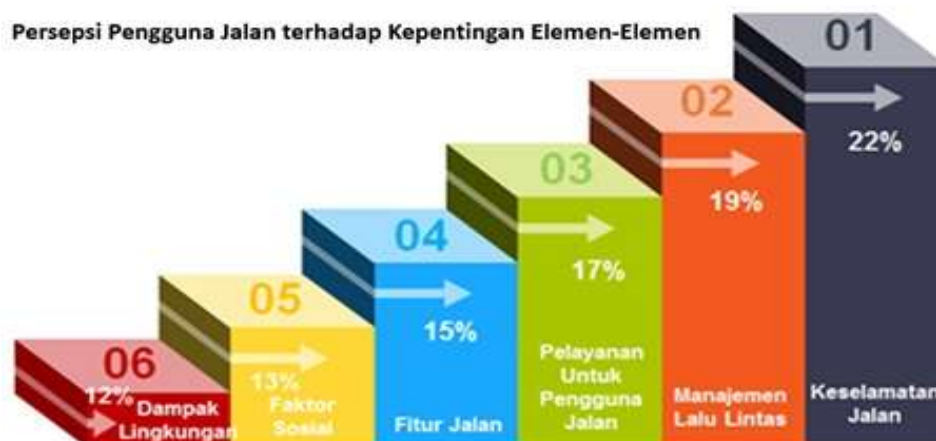 Persepsi Pengguna Jalan terhadap Kepentingan Elemen-Elemen
01
22%
Keselamatan
Jalan
02
19%
Manajemen
Lalu Lintas
03
17%
Pelayanan
Untuk
Pengguna
Jalan
04
15%
Fitur Jalan
05
13%
Faktor
Sosial
06
12%
Dampak
Lingkungan